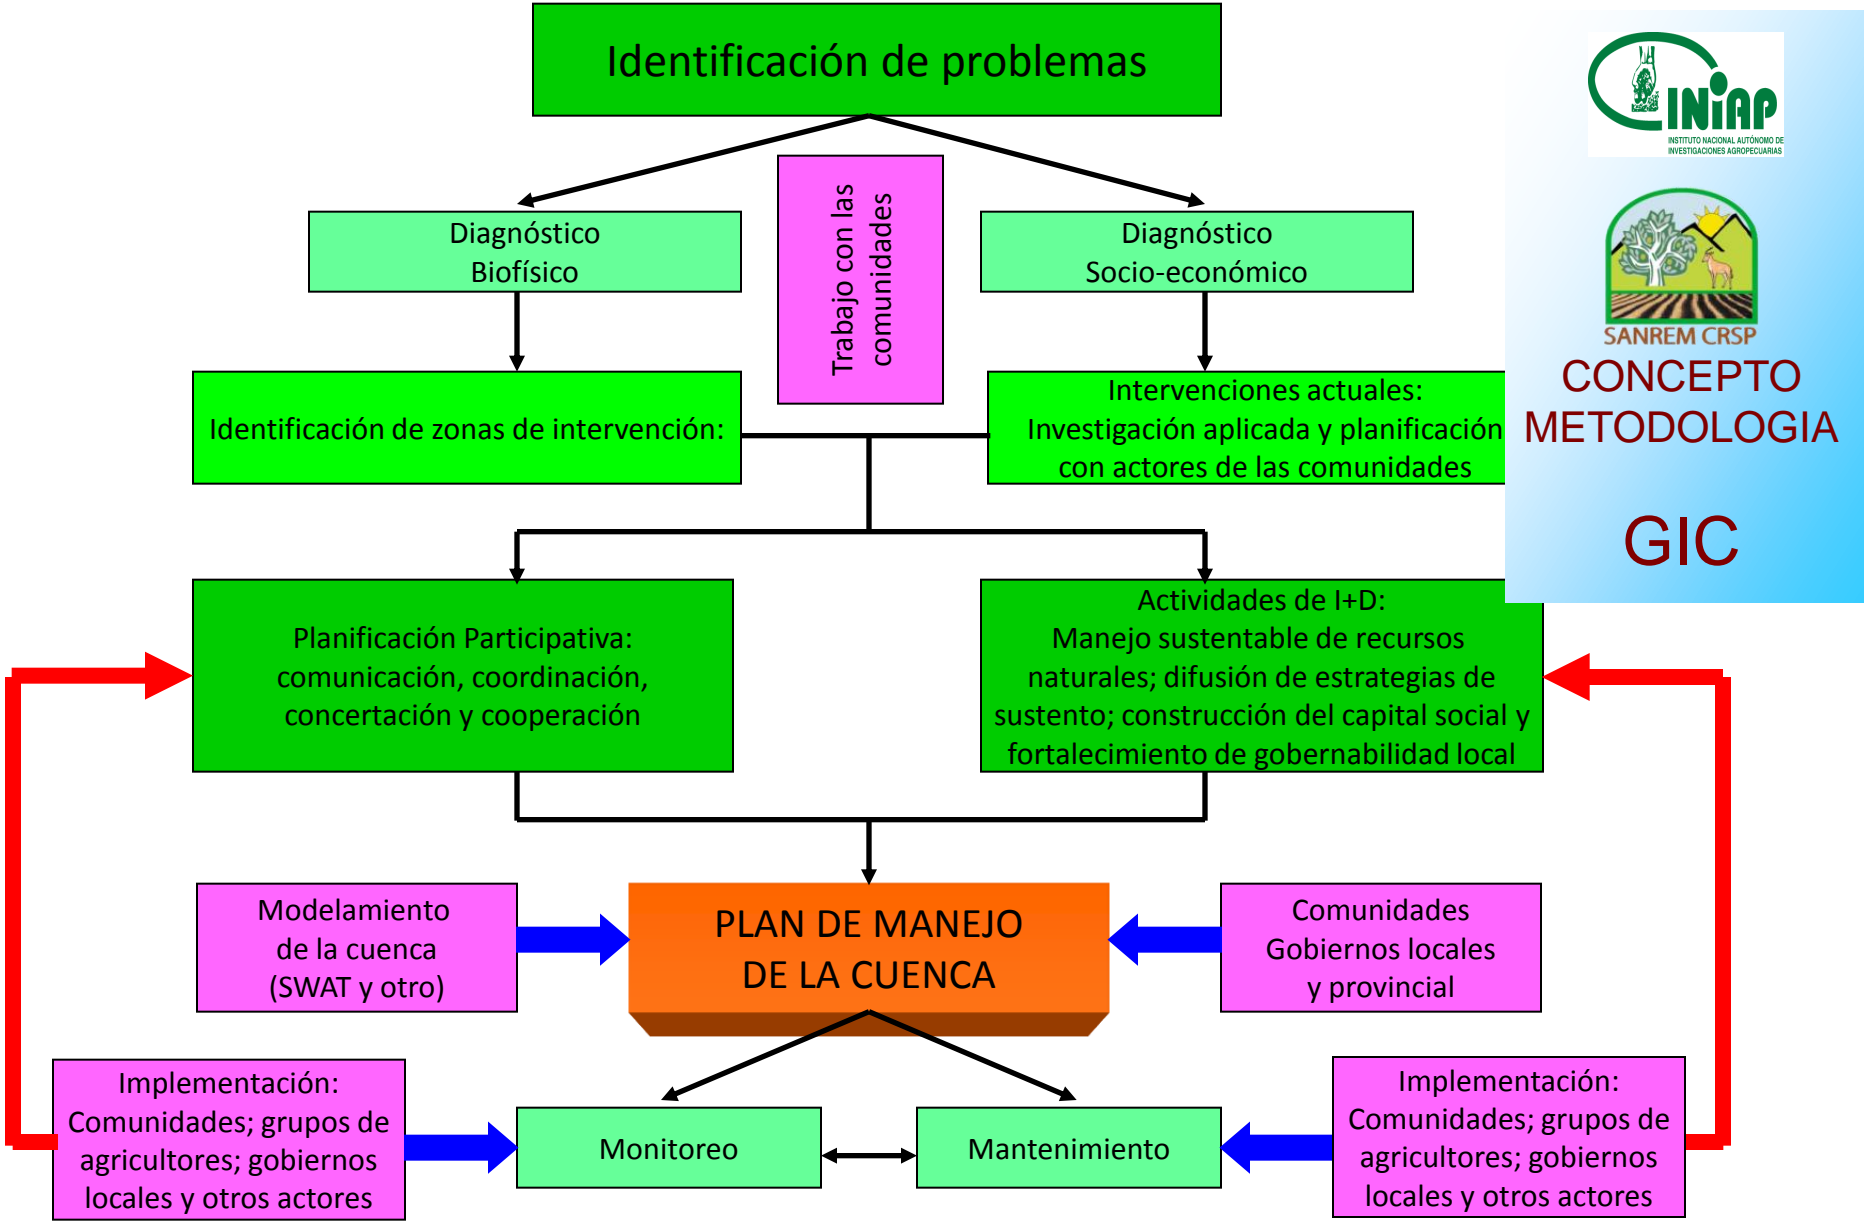 Identificación de problemas
INiAP
INSTITUTO NACIONAL AUTÓNOMO DE
INVESTIGACIONES AGROPECUARIAS
SANREM CRSP
CONCEPTO
METODOLOGIA
GIC
Trabajo con las
comunidades
Diagnóstico
Biofísico
Diagnóstico
Socio-económico
Identificación de zonas de intervención:
Intervenciones actuales:
Investigación aplicada y planificación
con actores de las comunidades
Planificación Participativa:
comunicación, coordinación,
concertación y cooperación
Actividades de I+D:
Manejo sustentable de recursos
naturales; difusión de estrategias de
sustento; construcción del capital social y
fortalecimiento de gobernabilidad local
Modelamiento
de la cuenca
(SWAT y otro)
PLAN DE MANEJO
DE LA CUENCA
Comunidades
Gobiernos locales
y provincial
Implementación:
Comunidades; grupos de
agricultores; gobiernos
locales y otros actores
Monitoreo
Mantenimiento
Implementación:
Comunidades; grupos de
agricultores; gobiernos
locales y otros actores